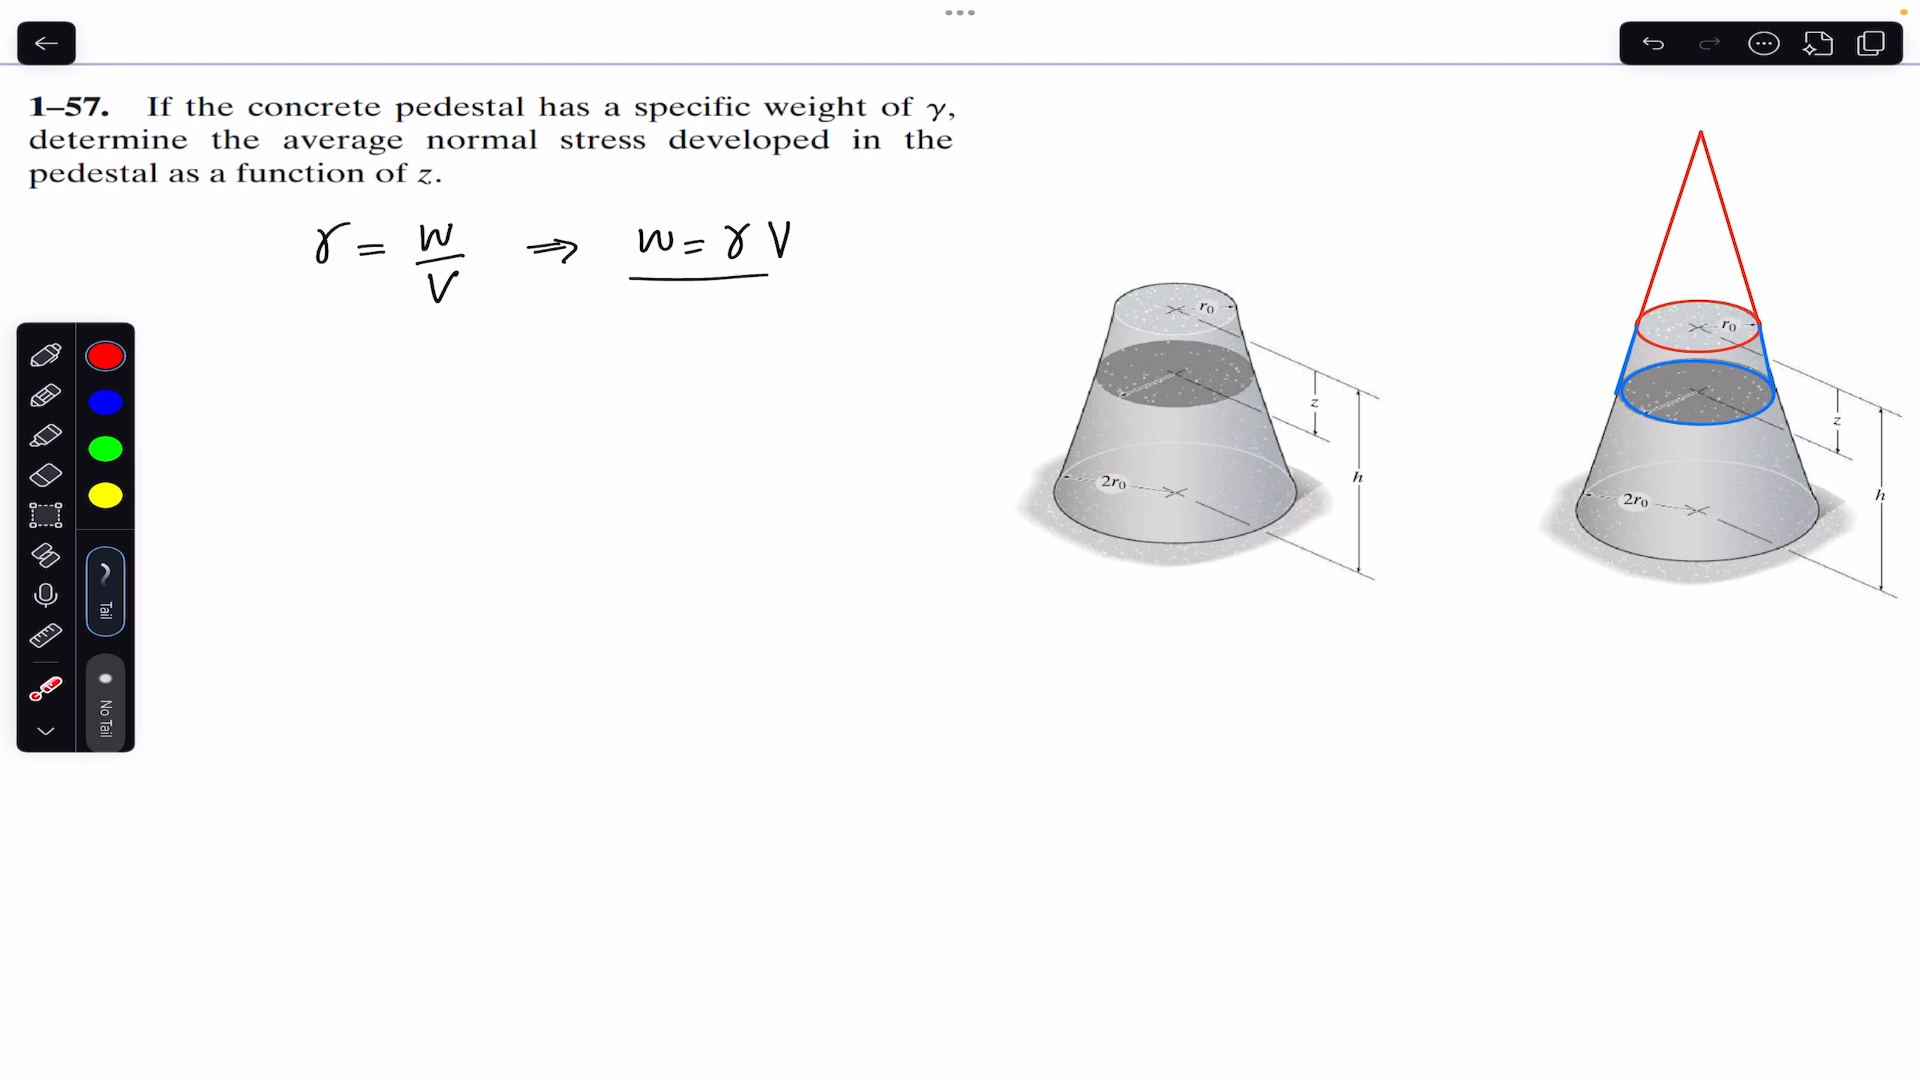 1–57. If the concrete pedestal has a specific weight of γ,
determine the average normal stress developed in the
pedestal as a function of z.
γ = W/V ⇒ W = γ V
r₀
z
h
2r₀
r₀
z
h
2r₀
Tail
No Tail